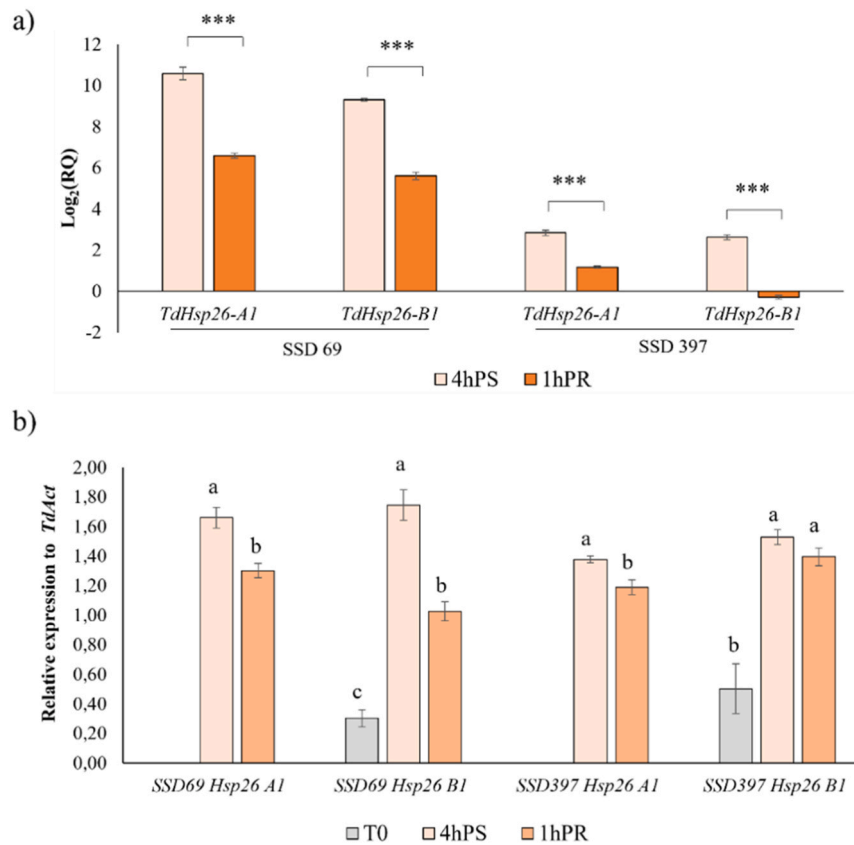 a)
*** *** *** ***
12
10
8
6
4
2
0
-2
Log2(RQ)
TdHsp26-A1 TdHsp26-B1 TdHsp26-A1 TdHsp26-B1
SSD 69 SSD 397
4hPS 1hPR
b)
2,00
1,80
1,60
1,40
1,20
1,00
0,80
0,60
0,40
0,20
0,00
Relative expression to TdAct
a b c a b a b b a a
SSD69 Hsp26 A1 SSD69 Hsp26 B1 SSD397 Hsp26 A1 SSD397 Hsp26 B1
T0 4hPS 1hPR